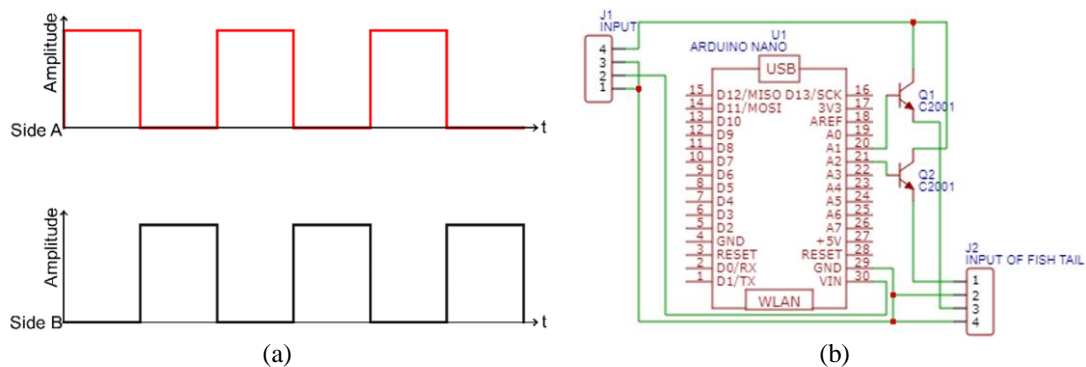 Amplitude
Side A
t
Amplitude
Side B
t
(a)
J1
INPUT
4
3
2
1
U1
ARDUINO NANO
USB
15 D12/MISO D13/SCK 16
14 D11/MOSI 3V3 17
13 D10 AREF 18
12 D9 A0 19
11 D8 A1 20
10 D7 A2 21
9 D6 A3 22
8 D5 A4 23
7 D4 A5 24
6 D3 A6 25
5 D2 A7 26
4 GND +5V 27
3 RESET RESET 28
2 D0/RX GND 29
1 D1/TX VIN 30
WLAN
Q1
C2001
Q2
C2001
J2
INPUT OF FISH TAIL
1
2
3
4
(b)